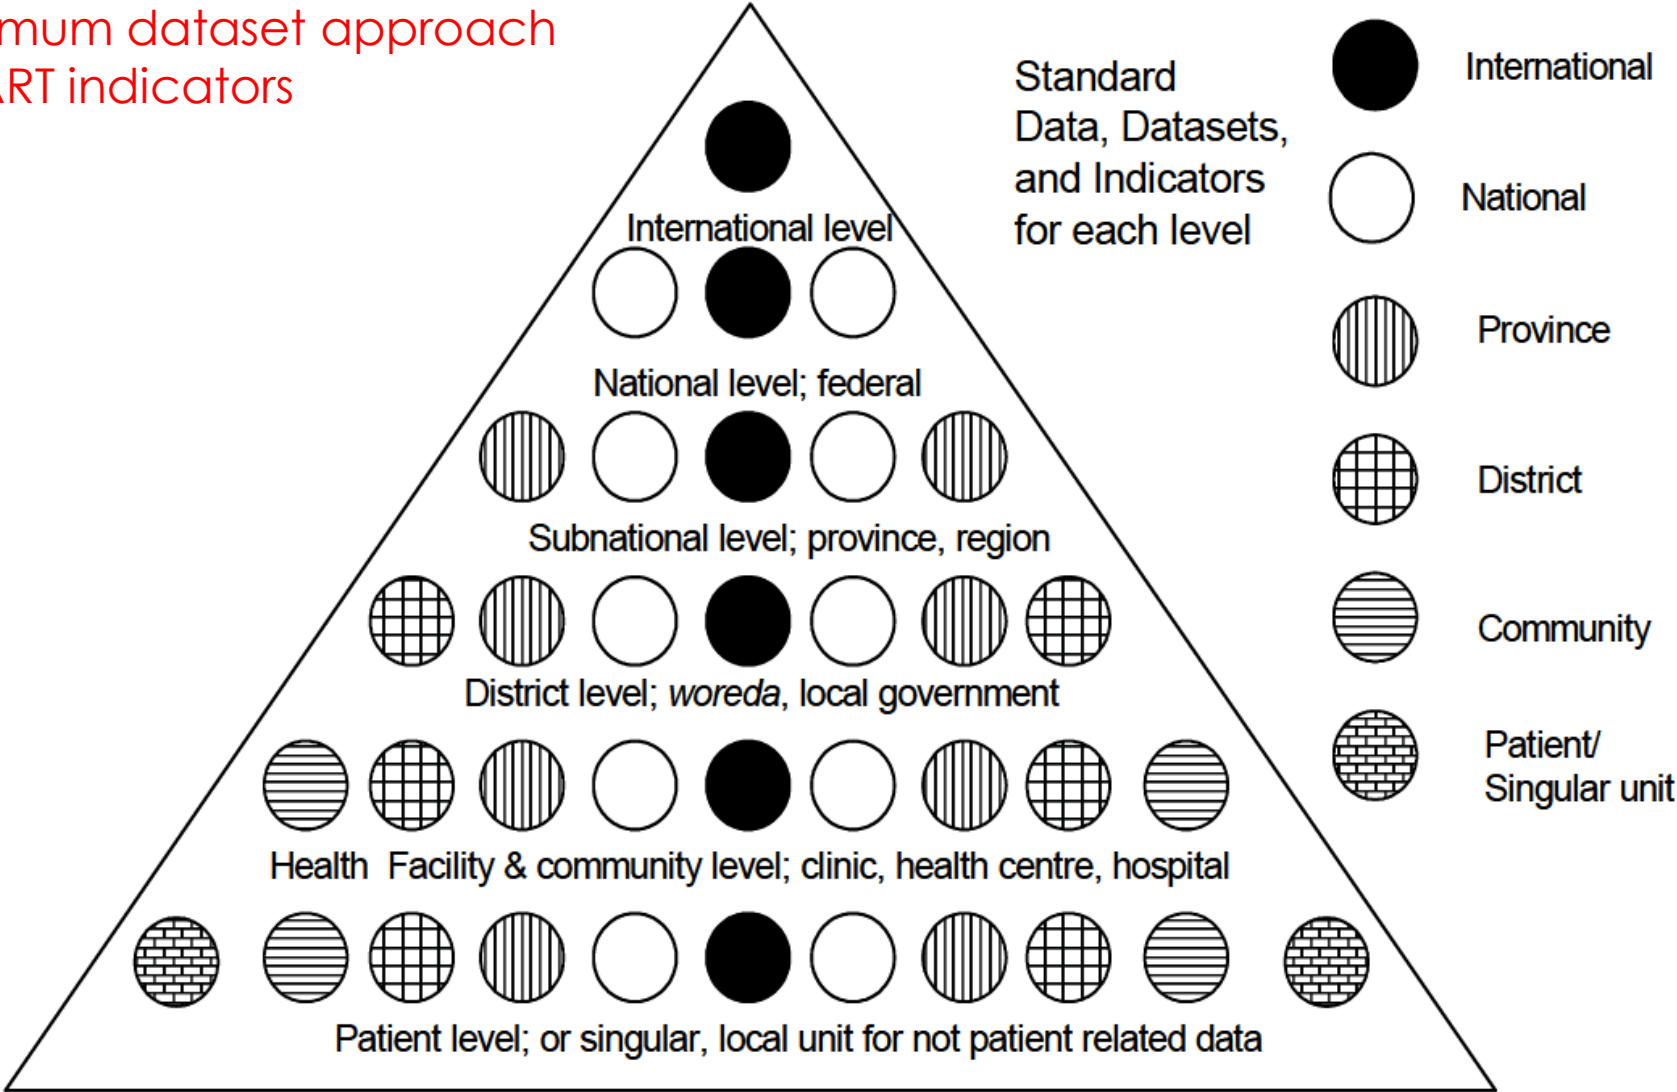 mum dataset approach
ART indicators
Standard
Data, Datasets,
and Indicators
for each level
International
National
Province
District
Community
Patient/
Singular unit
International level
National level; federal
Subnational level; province, region
District level; woreda, local government
Health Facility & community level; clinic, health centre, hospital
Patient level; or singular, local unit for not patient related data